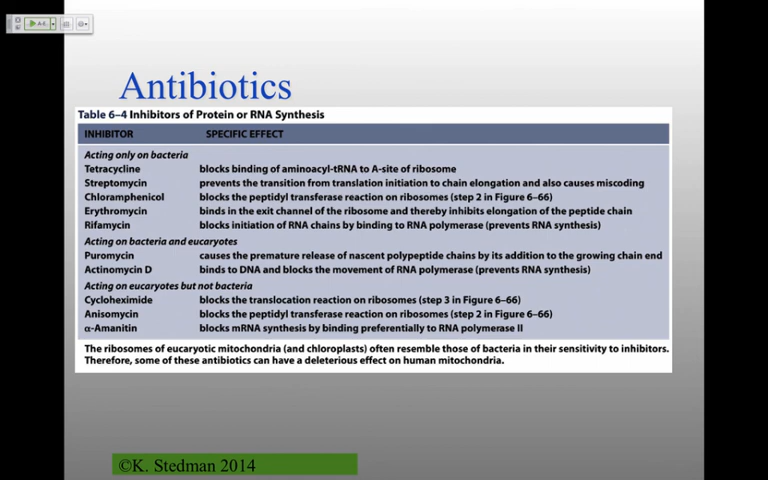 Antibiotics
Table 6–4 Inhibitors of Protein or RNA Synthesis
INHIBITOR SPECIFIC EFFECT
Acting only on bacteria
Tetracycline blocks binding of aminoacyl-tRNA to A-site of ribosome
Streptomycin prevents the transition from translation initiation to chain elongation and also causes miscoding
Chloramphenicol blocks the peptidyl transferase reaction on ribosomes (step 2 in Figure 6–66)
Erythromycin binds in the exit channel of the ribosome and thereby inhibits elongation of the peptide chain
Rifamycin blocks initiation of RNA chains by binding to RNA polymerase (prevents RNA synthesis)
Acting on bacteria and eucaryotes
Puromycin causes the premature release of nascent polypeptide chains by its addition to the growing chain end
Actinomycin D binds to DNA and blocks the movement of RNA polymerase (prevents RNA synthesis)
Acting on eucaryotes but not bacteria
Cycloheximide blocks the translocation reaction on ribosomes (step 3 in Figure 6–66)
Anisomycin blocks the peptidyl transferase reaction on ribosomes (step 2 in Figure 6–66)
α-Amanitin blocks mRNA synthesis by binding preferentially to RNA polymerase II
The ribosomes of eucaryotic mitochondria (and chloroplasts) often resemble those of bacteria in their sensitivity to inhibitors.
Therefore, some of these antibiotics can have a deleterious effect on human mitochondria.
©K. Stedman 2014